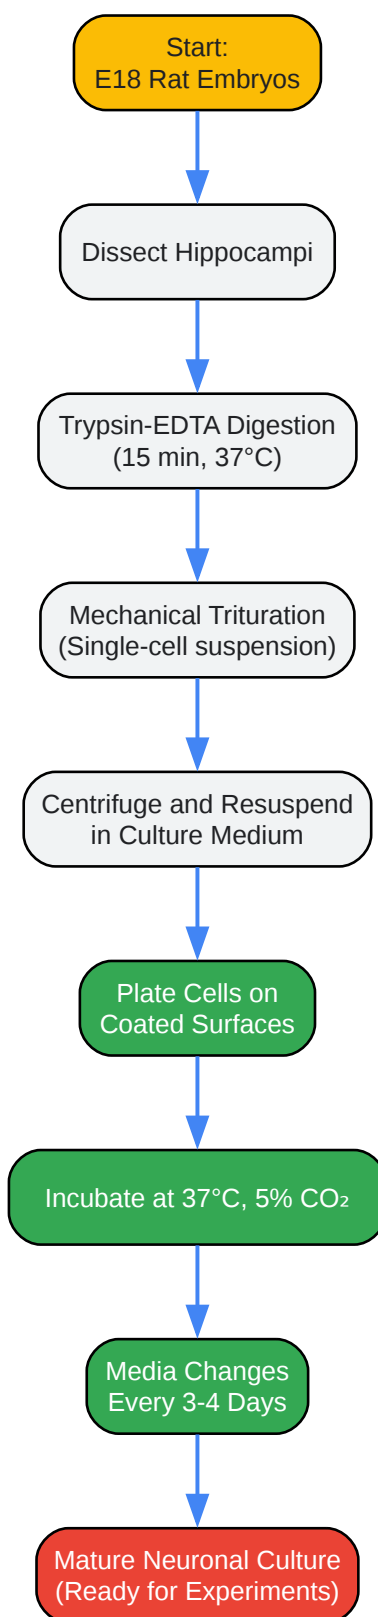 Start:
E18 Rat Embryos
Dissect Hippocampi
Trypsin-EDTA Digestion
(15 min, 37°C)
Mechanical Trituration
(Single-cell suspension)
Centrifuge and Resuspend
in Culture Medium
Plate Cells on
Coated Surfaces
Incubate at 37°C, 5% CO₂
Media Changes
Every 3-4 Days
Mature Neuronal Culture
(Ready for Experiments)